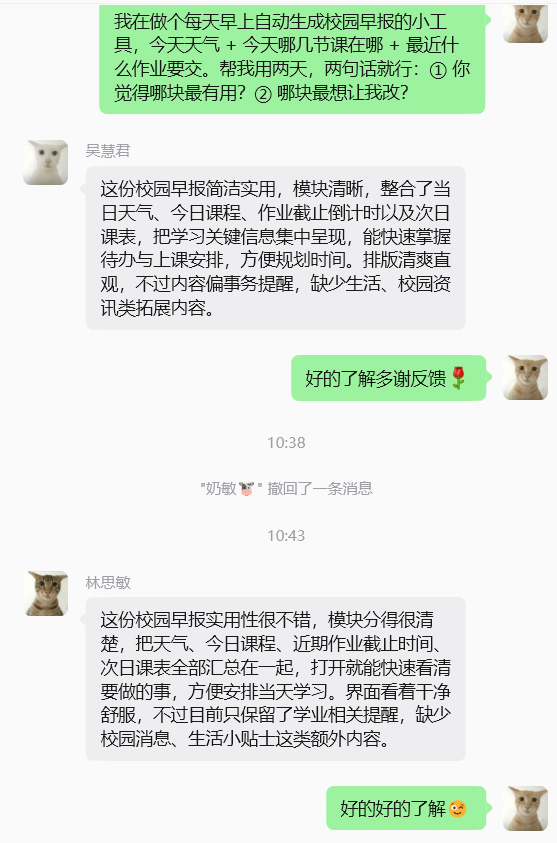 我在做个每天早上自动生成校园早报的小工
具，今天天气 + 今天哪几节课在哪 + 最近什
么作业要交。帮我用两天，两句话就行：① 你
觉得哪块最有用？② 哪块最想让我改？
吴慧君
这份校园早报简洁实用，模块清晰，整合了当
日天气、今日课程、作业截止倒计时以及次日
课表，把学习关键信息集中呈现，能快速掌握
待办与上课安排，方便规划时间。排版清爽直
观，不过内容偏事务提醒，缺少生活、校园资
讯类拓展内容。
好的了解多谢反馈🌹
10:38
"奶敏🐮" 撤回了一条消息
10:43
林思敏
这份校园早报实用性很不错，模块分得很清
楚，把天气、今日课程、近期作业截止时间、
次日课表全部汇总在一起，打开就能快速看清
要做的事，方便安排当天学习。界面看着干净
舒服，不过目前只保留了学业相关提醒，缺少
校园消息、生活小贴士这类额外内容。
好的好的了解😉